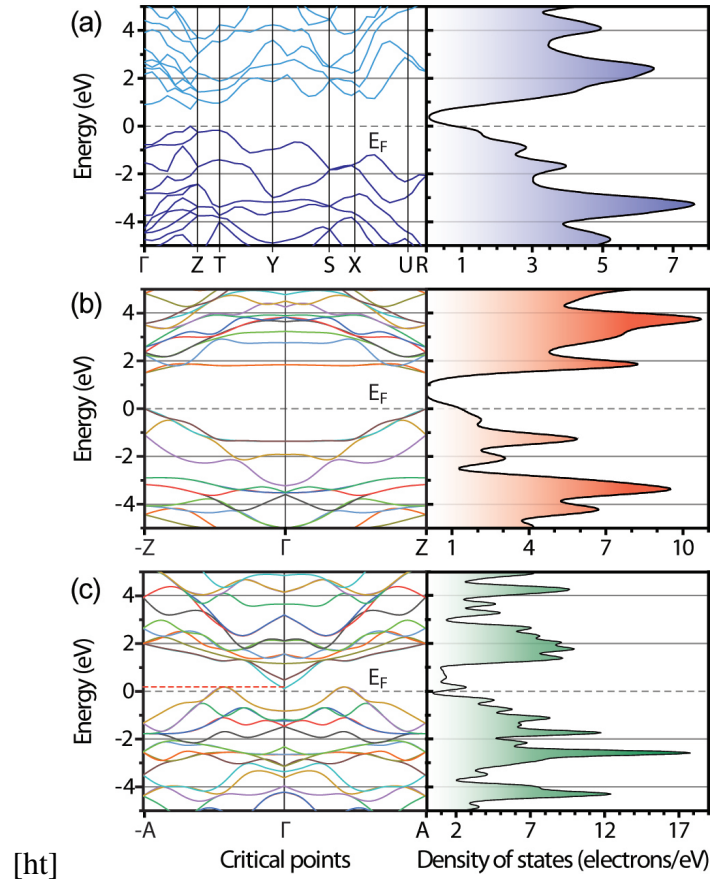 (a)
4
2
0
-2
-4
Energy (eV)
E_F
Γ Z T Y S X U R
1 3 5 7
(b)
4
2
0
-2
-4
Energy (eV)
E_F
-Z Γ Z
1 4 7 10
(c)
4
2
0
-2
-4
Energy (eV)
E_F
-A Γ A
2 7 12 17
[ht] Critical points Density of states (electrons/eV)